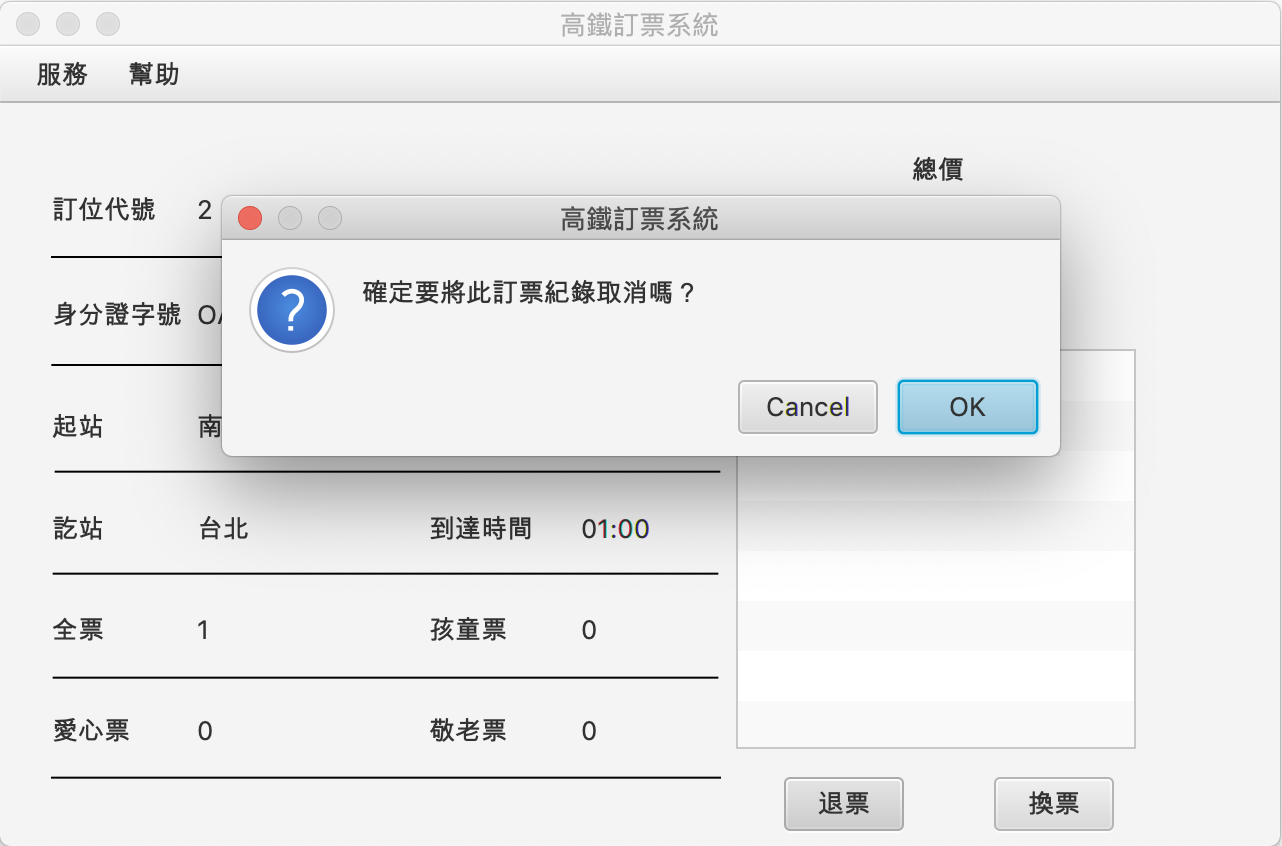 高鐵訂票系統
服務 幫助
總價
訂位代號 2
高鐵訂票系統
確定要將此訂票紀錄取消嗎？
身分證字號
Cancel OK
起站 南
訖站 台北 到達時間 01:00
全票 1 孩童票 0
愛心票 0 敬老票 0
退票 換票